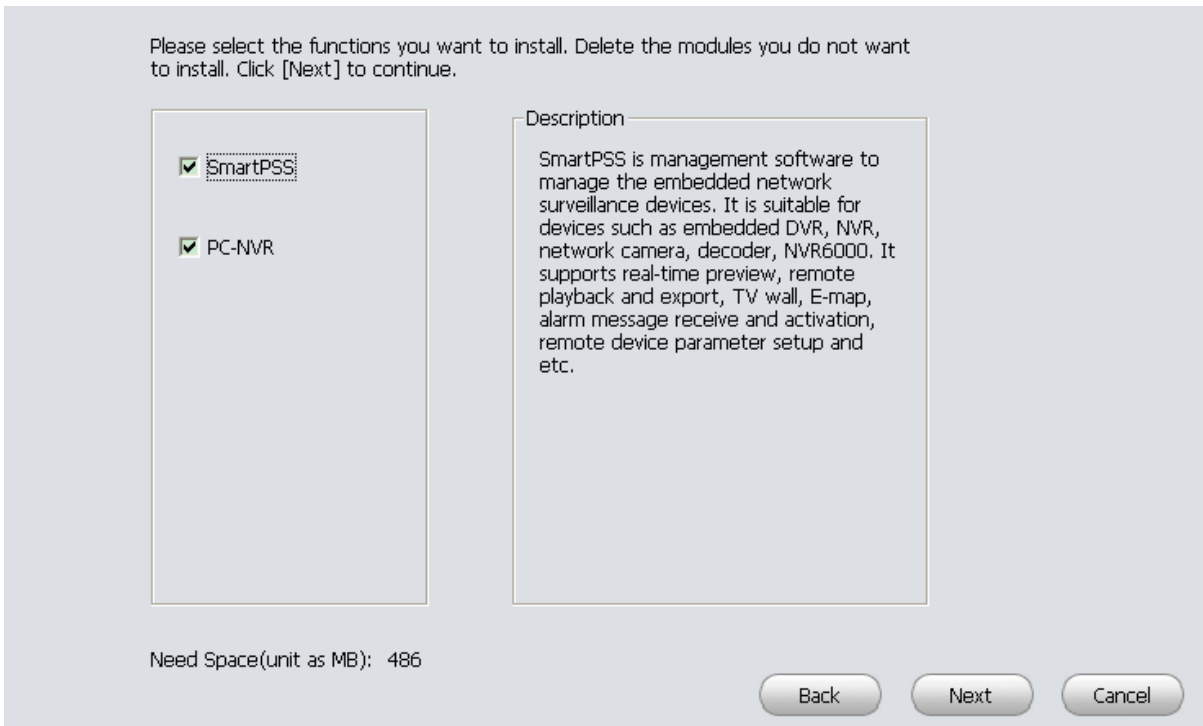 Please select the functions you want to install. Delete the modules you do not want
to install. Click [Next] to continue.
SmartPSS
PC-NVR
Description
SmartPSS is management software to
manage the embedded network
surveillance devices. It is suitable for
devices such as embedded DVR, NVR,
network camera, decoder, NVR6000. It
supports real-time preview, remote
playback and export, TV wall, E-map,
alarm message receive and activation,
remote device parameter setup and
etc.
Need Space(unit as MB): 486
Back
Next
Cancel